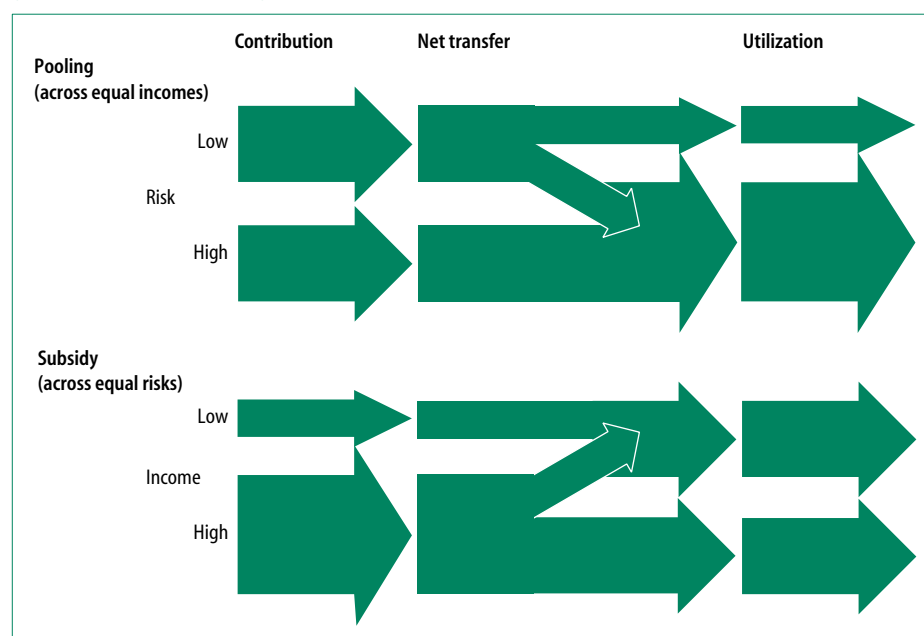 Contribution Net transfer Utilization
Pooling
(across equal incomes)
Low
Risk
High
Subsidy
(across equal risks)
Low
Income
High